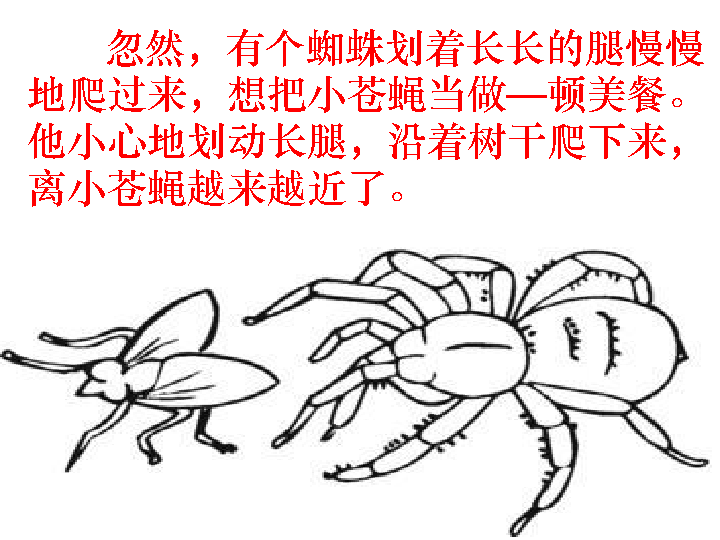 忽然，有个蜘蛛划着长长的腿慢慢
地爬过来，想把小苍蝇当做—顿美餐。
他小心地划动长腿，沿着树干爬下来，
离小苍蝇越来越近了。